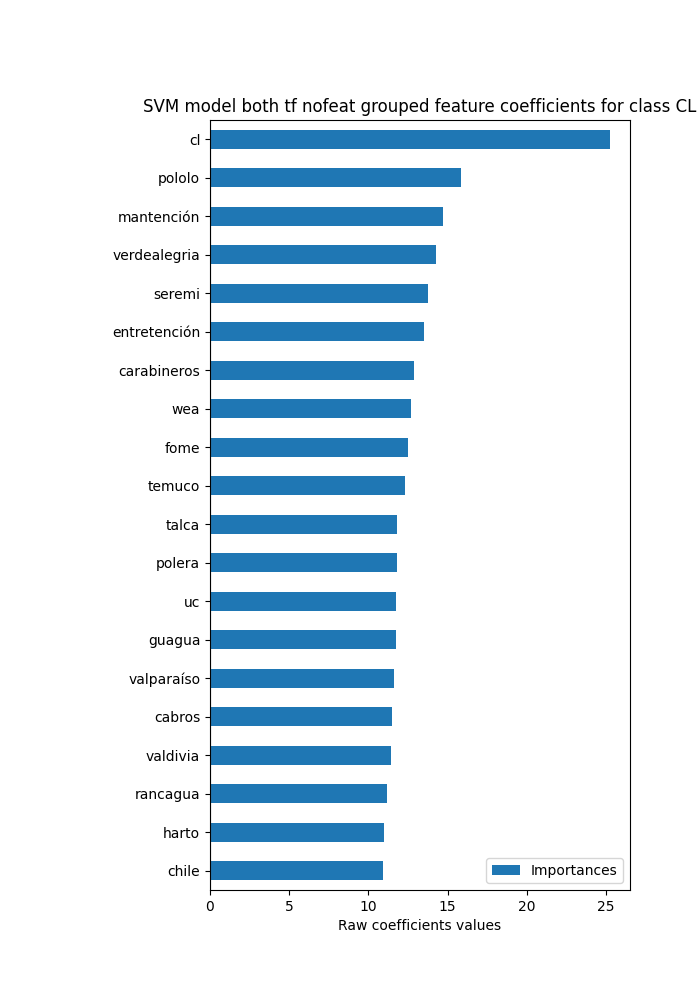 SVM model both tf nofeat grouped feature coefficients for class CL
cl
pololo
mantención
verdealegria
seremi
entretención
carabineros
wea
fome
temuco
talca
polera
uc
guagua
valparaíso
cabros
valdivia
rancagua
harto
chile
Importances
0 5 10 15 20 25
Raw coefficients values